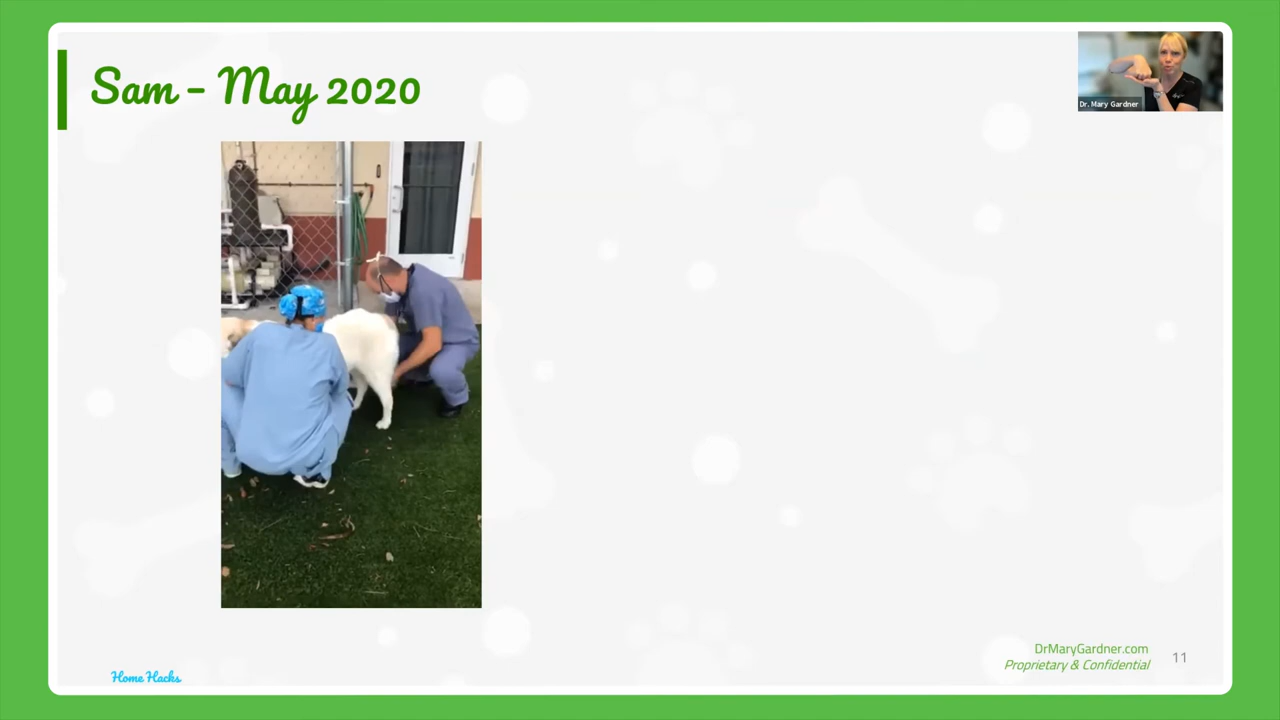 Sam - May 2020
Dr. Mary Gardner
DrMaryGardner.com
Proprietary & Confidential
11
Home Hacks